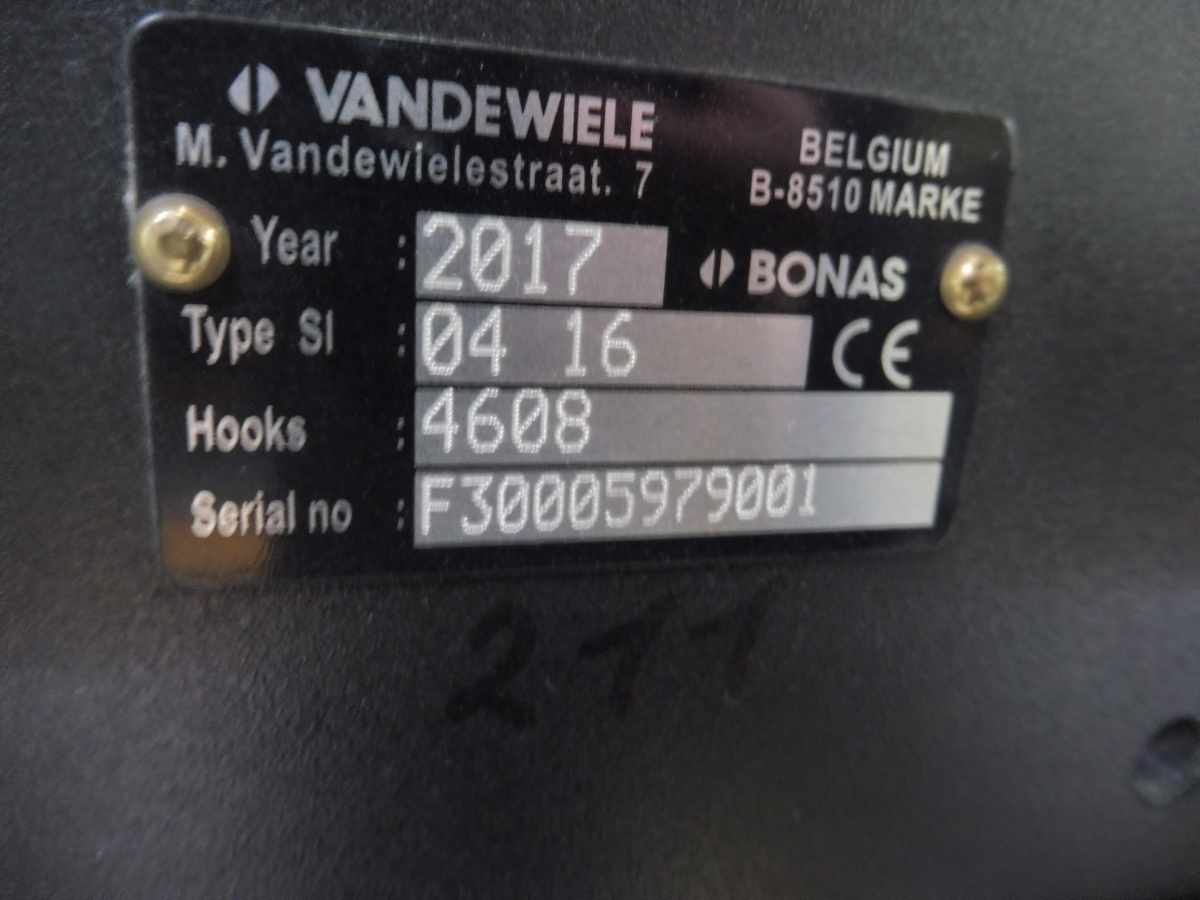 VANDEWIELE
M. Vandewielestraat. 7
BELGIUM
B-8510 MARKE
Year : 2017
BONAS
Type SI : 04 16
CE
Hooks : 4608
Serial no : F30005979001
211